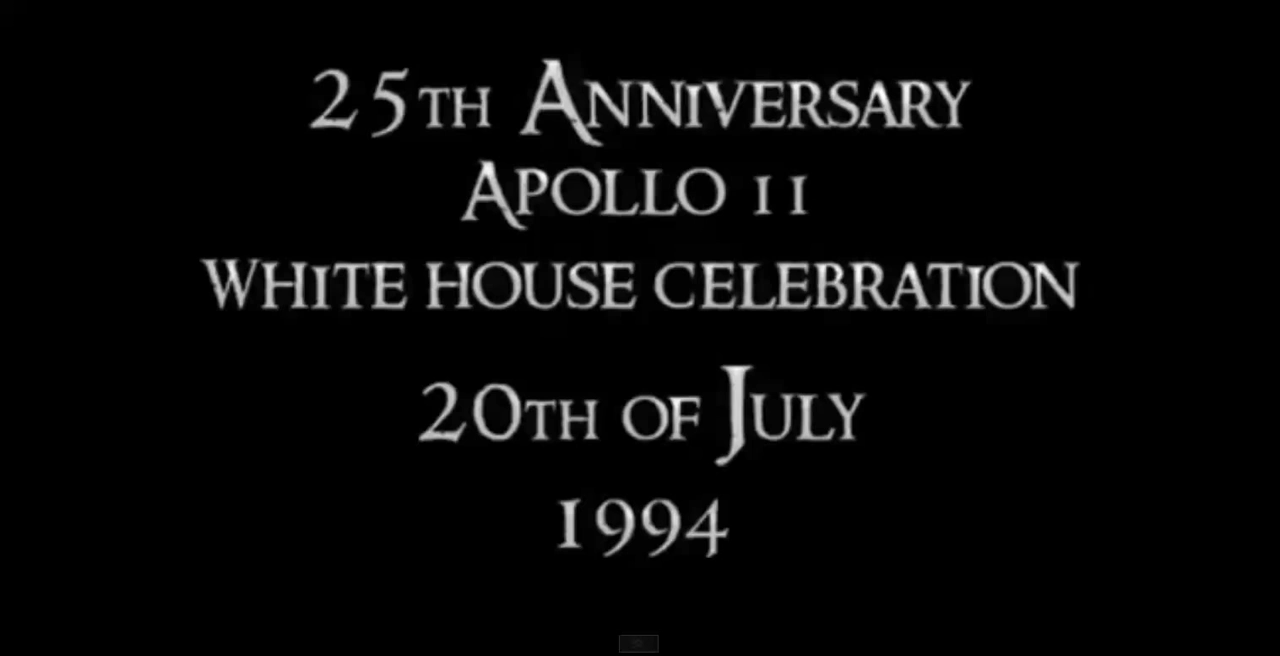 25th Anniversary
Apollo 11
White house celebration
20th of July
1994